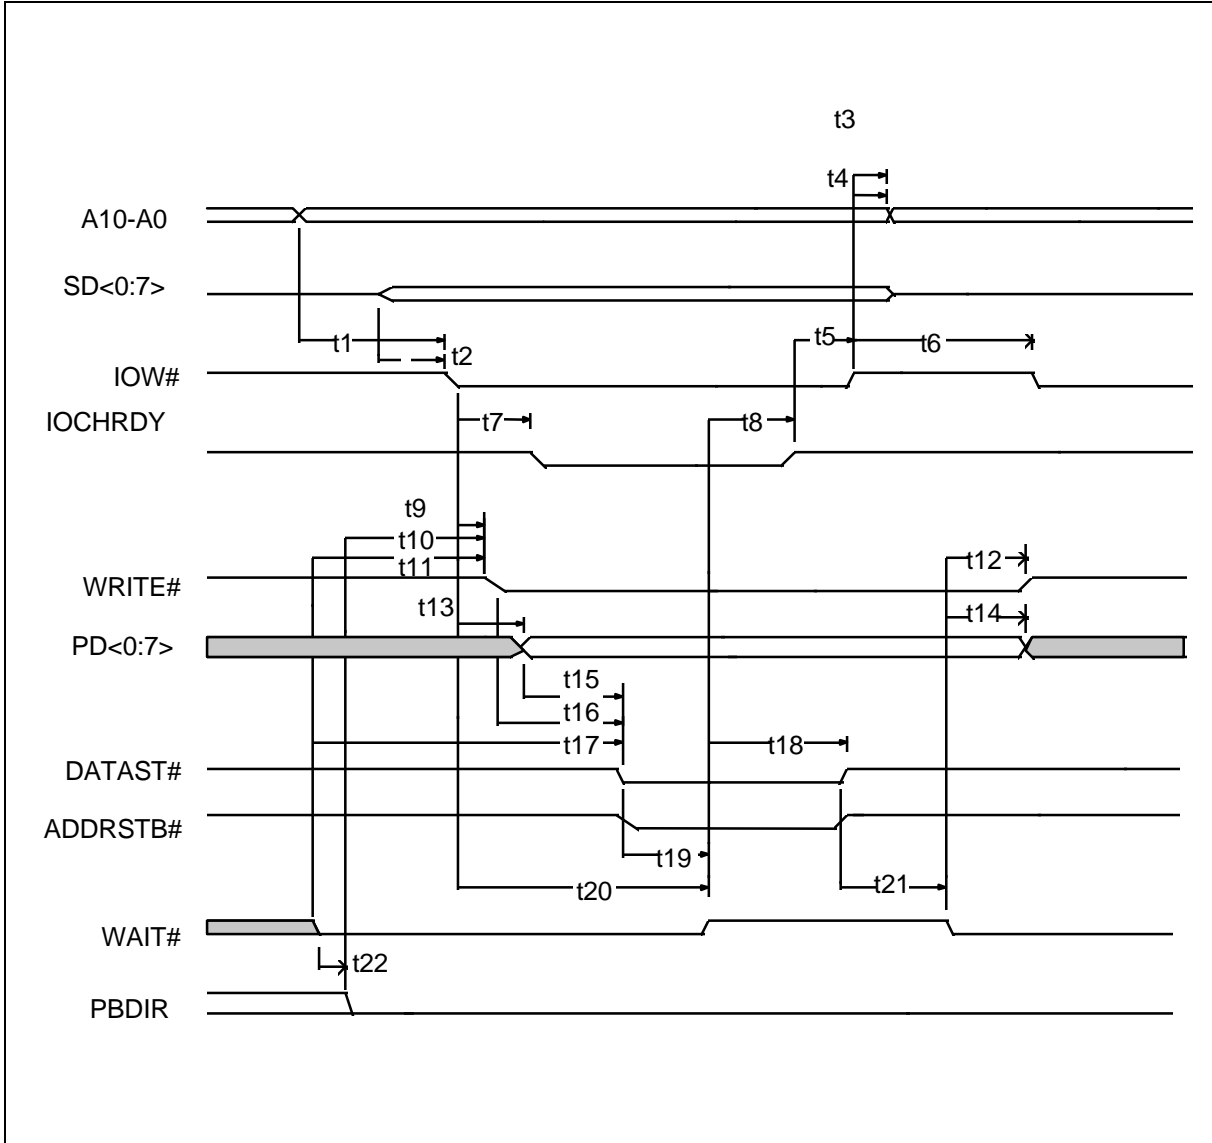 t3
t4
A10-A0
SD<0:7>
t1
t2
t5
t6
IOW#
IOCHRDY
t7
t8
t9
t10
t11
t12
WRITE#
t13
t14
PD<0:7>
t15
t16
t17
t18
DATAST#
ADDRSTB#
t19
t20
t21
WAIT#
t22
PBDIR